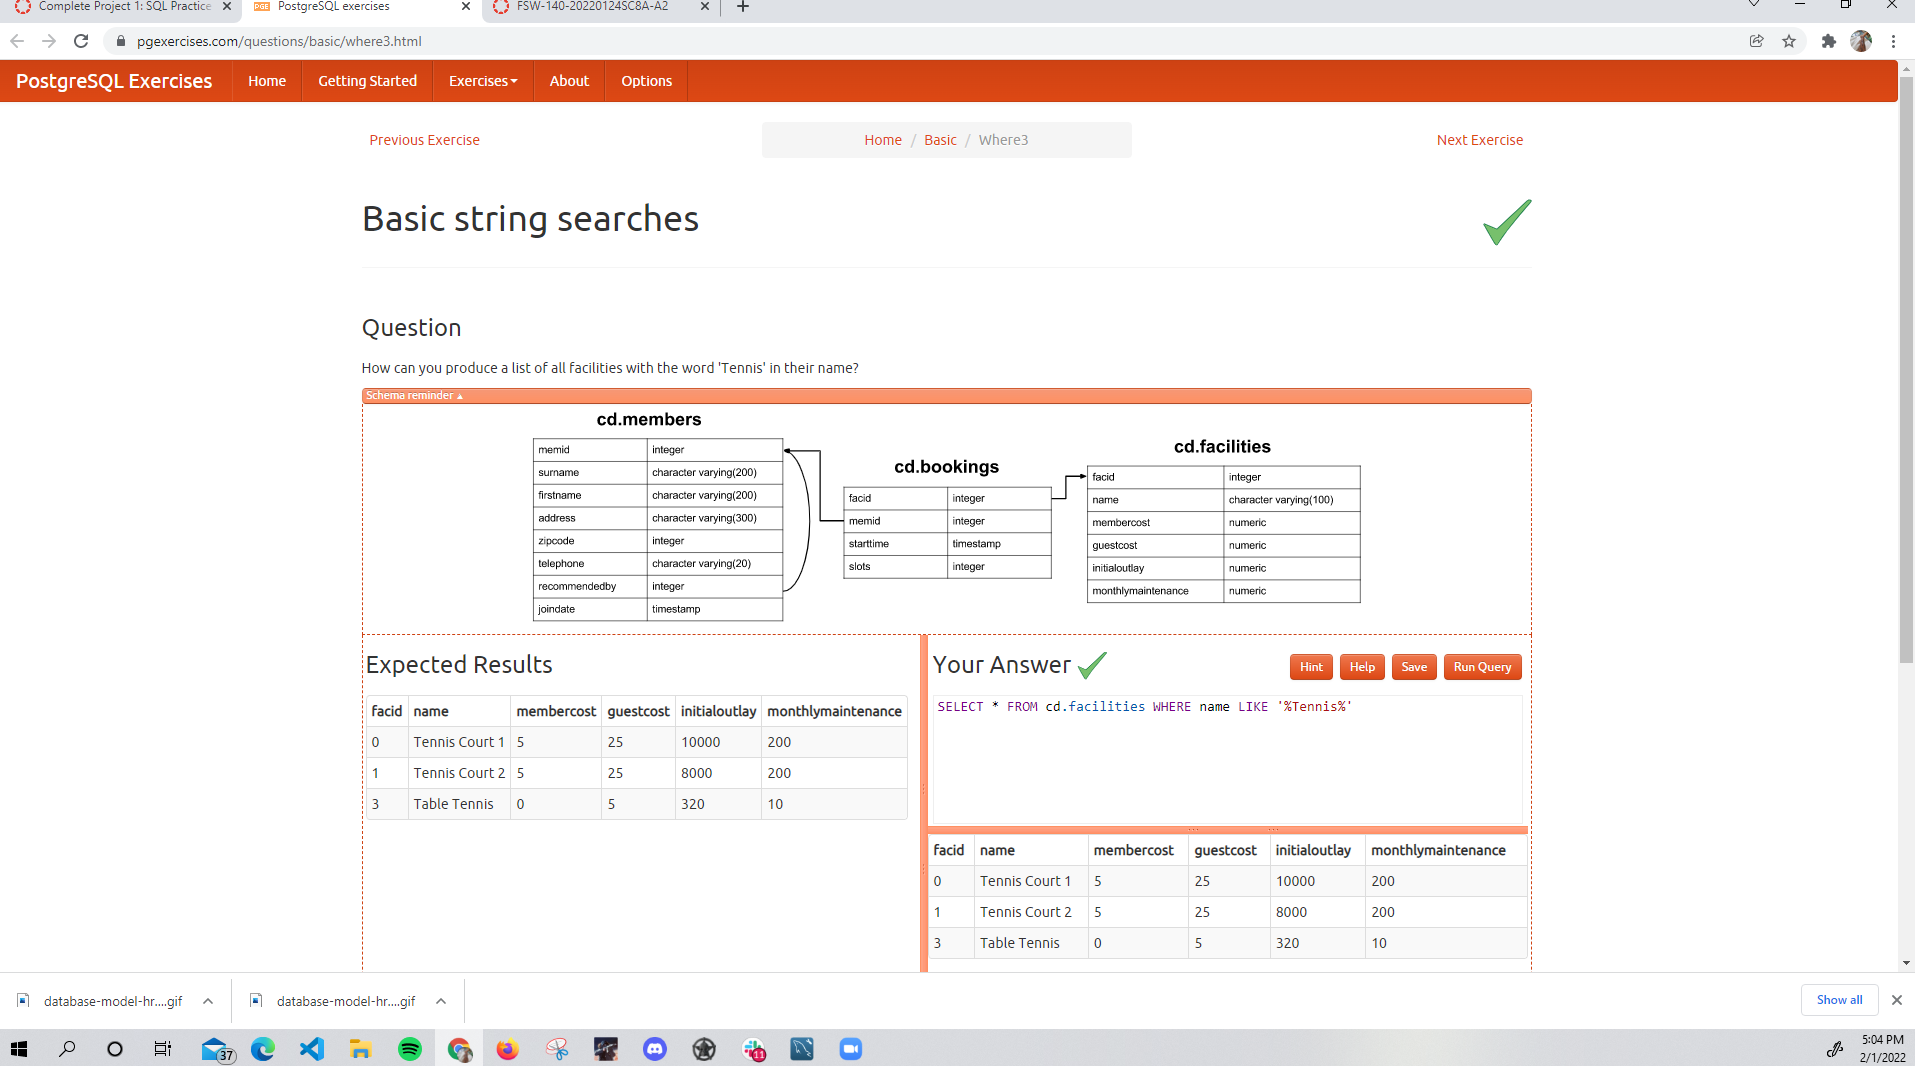 Complete Project 1: SQL Practice
PGE PostgreSQL exercises
FSW-140-20220124SC8A-A2
pgexercises.com/questions/basic/where3.html
PostgreSQL Exercises Home Getting Started Exercises About Options
Previous Exercise Home / Basic / Where3 Next Exercise
Basic string searches
Question
How can you produce a list of all facilities with the word 'Tennis' in their name?
Schema reminder
cd.members
memid integer
surname character varying(200)
firstname character varying(200)
address character varying(300)
zipcode integer
telephone character varying(20)
recommendedby integer
joindate timestamp
cd.bookings
facid integer
memid integer
starttime timestamp
slots integer
cd.facilities
facid integer
name character varying(100)
membercost numeric
guestcost numeric
initialoutlay numeric
monthlymaintenance numeric
Expected Results
facid name membercost guestcost initialoutlay monthlymaintenance
0 Tennis Court 1 5 25 10000 200
1 Tennis Court 2 5 25 8000 200
3 Table Tennis 0 5 320 10
Your Answer
Hint Help Save Run Query
SELECT * FROM cd.facilities WHERE name LIKE '%Tennis%'
facid name membercost guestcost initialoutlay monthlymaintenance
0 Tennis Court 1 5 25 10000 200
1 Tennis Court 2 5 25 8000 200
3 Table Tennis 0 5 320 10
database-model-hr....gif
database-model-hr....gif
Show all
37
11
5:04 PM
2/1/2022